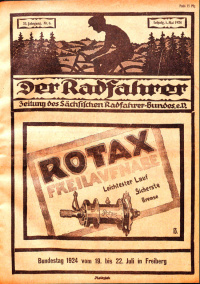 Der Radfahrer
Zeitung des Sächsischen Radfahrer-Bundes e.V.
ROTAX
FREILAUFNABE
Leichtester Lauf
Sicherste
Bremse
Bundestag 1924 vom 19. bis 22. Juli in Freiberg